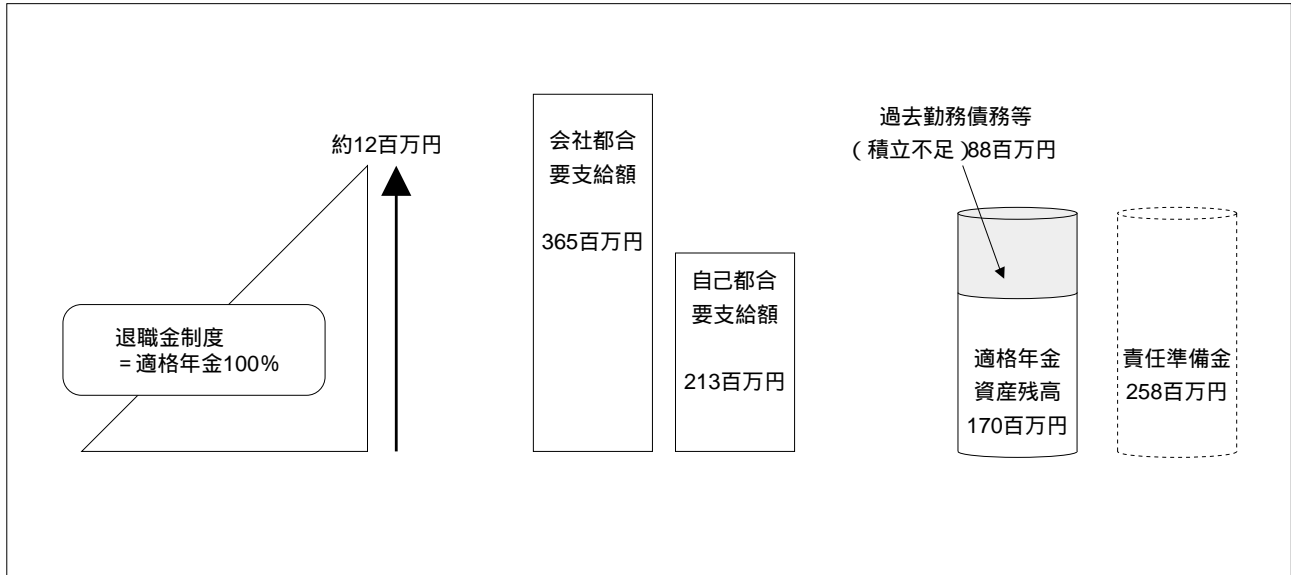 約12百万円
退職金制度
=適格年金100%
会社都合
要支給額
365百万円
自己都合
要支給額
213百万円
過去勤務債務等
(積立不足)88百万円
適格年金
資産残高
170百万円
責任準備金
258百万円